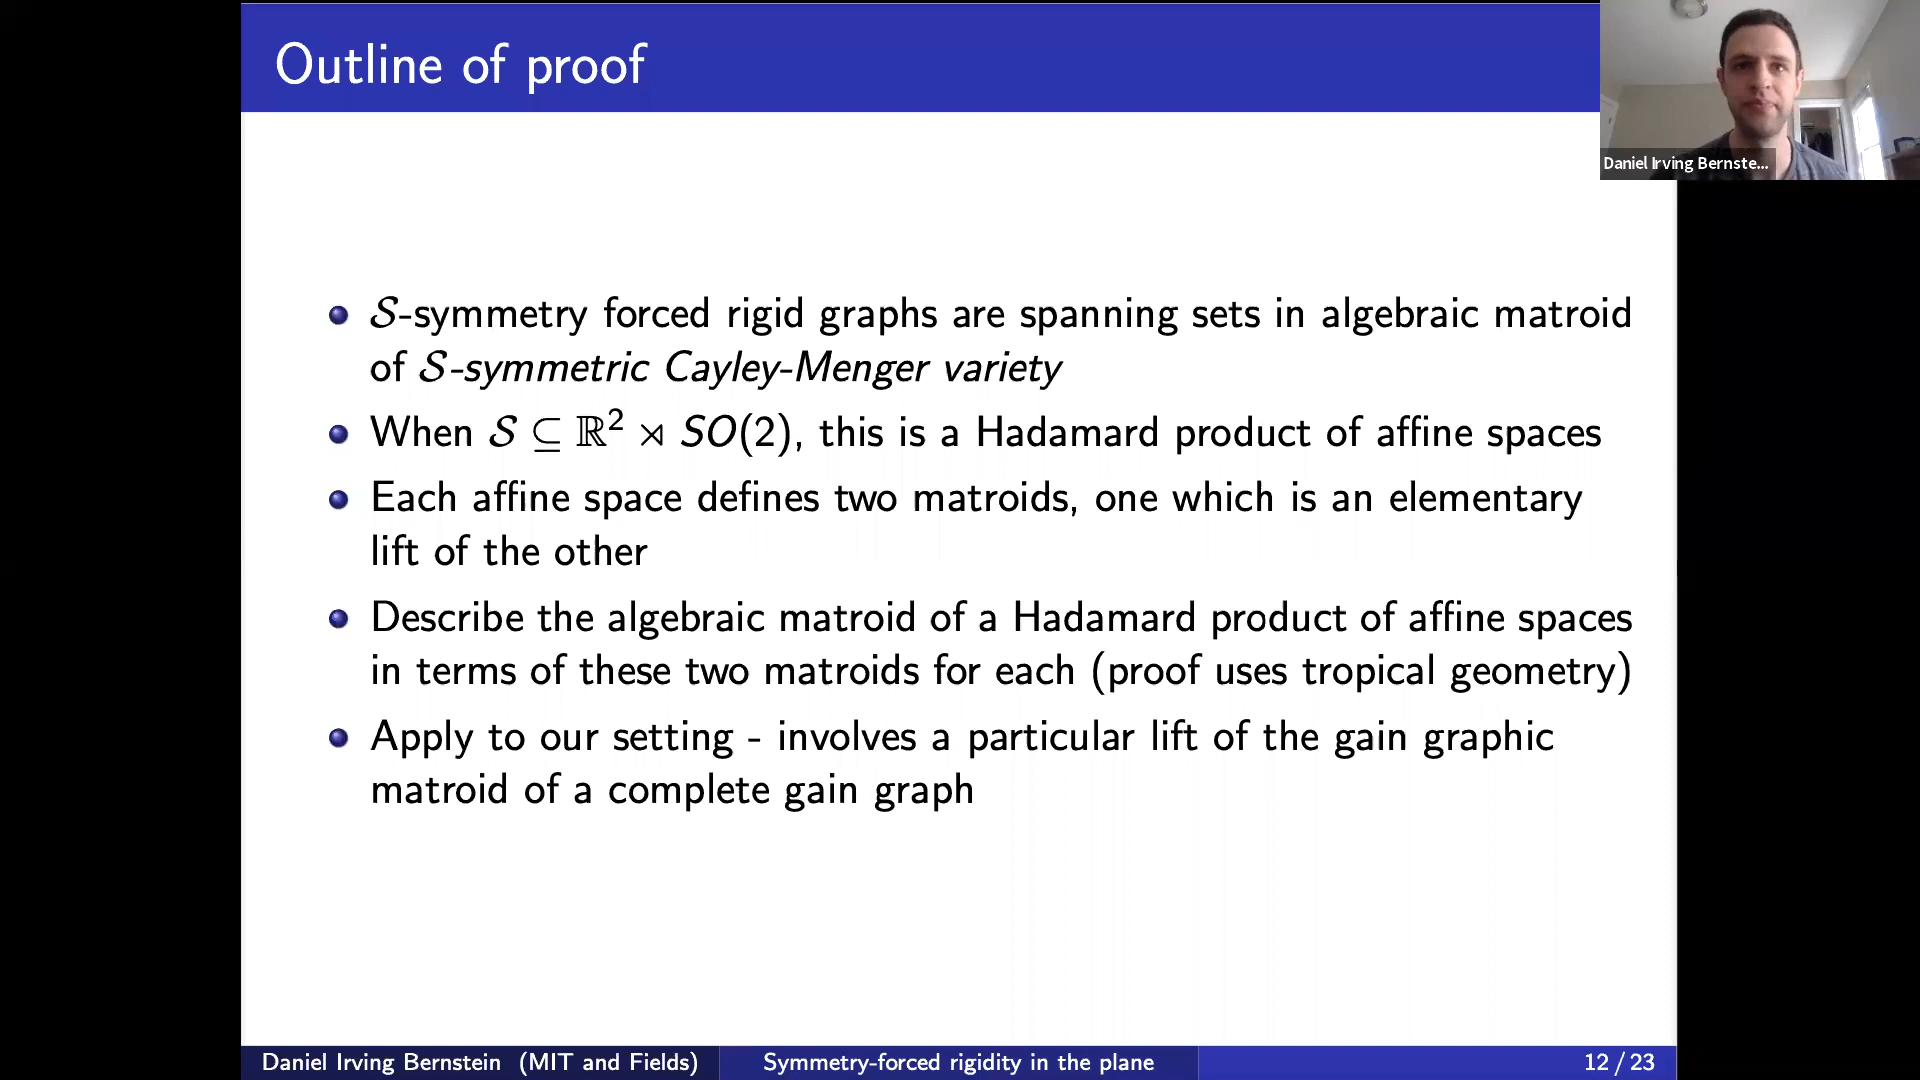 Outline of proof
Daniel Irving Bernste...
𝒮-symmetry forced rigid graphs are spanning sets in algebraic matroid
of 𝒮-symmetric Cayley-Menger variety
When 𝒮 ⊆ ℝ² ⋊ SO(2), this is a Hadamard product of affine spaces
Each affine space defines two matroids, one which is an elementary
lift of the other
Describe the algebraic matroid of a Hadamard product of affine spaces
in terms of these two matroids for each (proof uses tropical geometry)
Apply to our setting - involves a particular lift of the gain graphic
matroid of a complete gain graph
Daniel Irving Bernstein (MIT and Fields)
Symmetry-forced rigidity in the plane
12 / 23